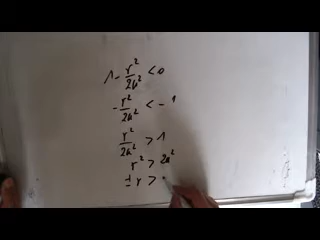 1 - r²/2a² < 0
- r²/2a² < -1
r²/2a² > 1
r² > 2a²
± r >